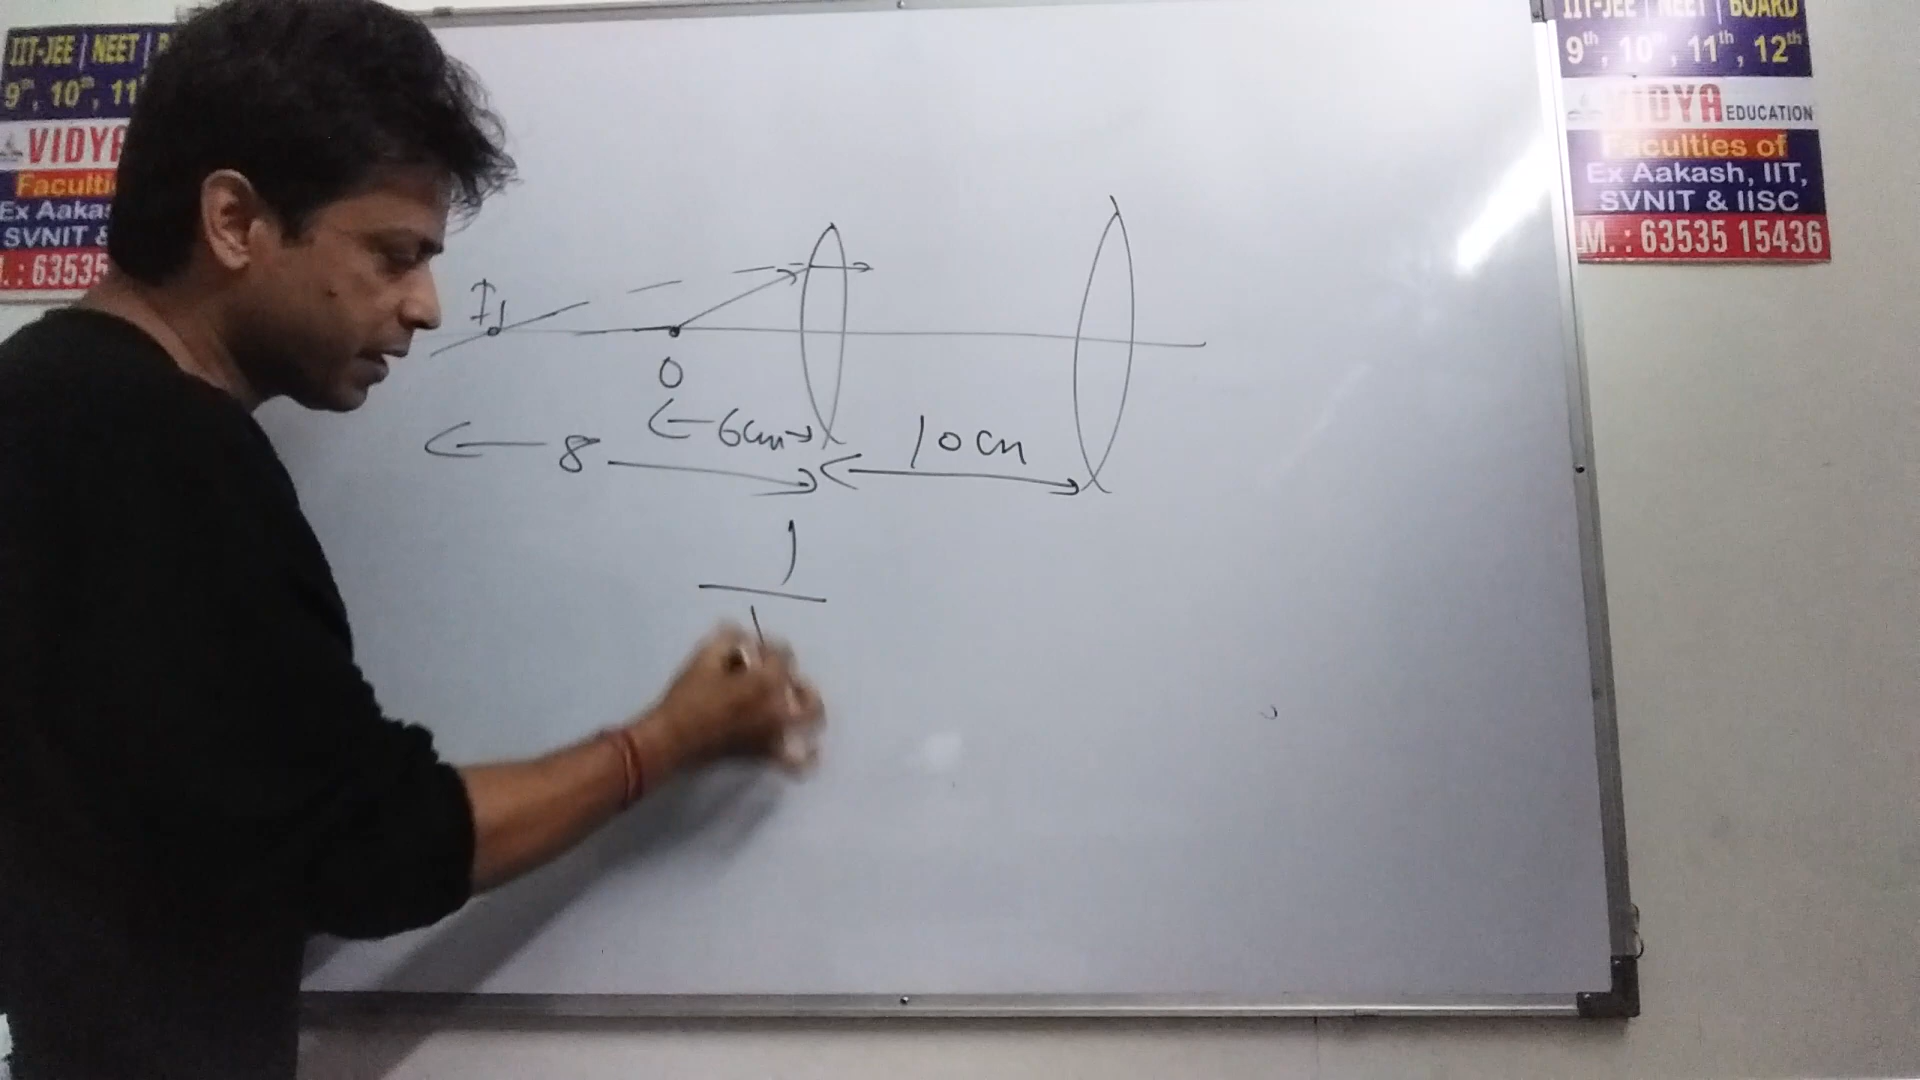 IIT-JEE | NEET |
9th, 10th, 11
VIDYA
Ex Aaka
SVNIT &
.: 6353
IIT-JEE | NEET | BOARD
9th, 10th, 11th, 12th
VIDYA EDUCATION
Faculties of
Ex Aakash, IIT,
SVNIT & IISC
M. : 63535 15436
I1
O
6cm
10 cm
8
1